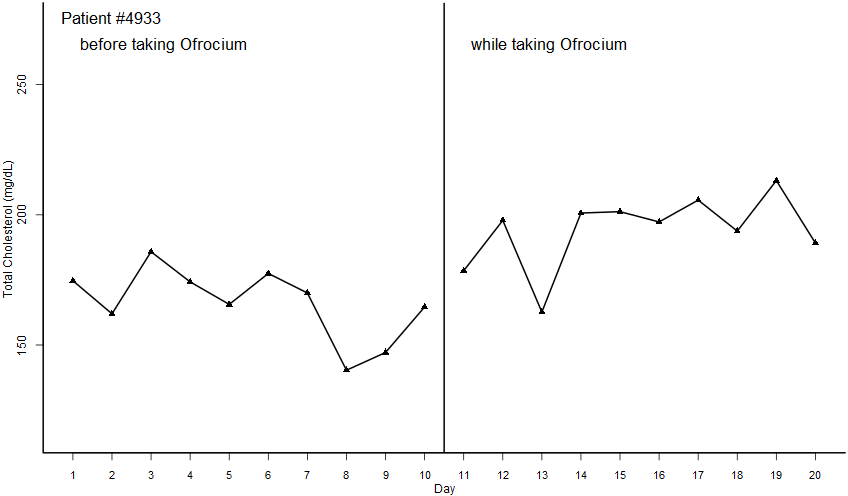 Patient #4933
before taking Ofrocium
while taking Ofrocium
Total Cholesterol (mg/dL)
250
200
150
1 2 3 4 5 6 7 8 9 10 11 12 13 14 15 16 17 18 19 20
Day